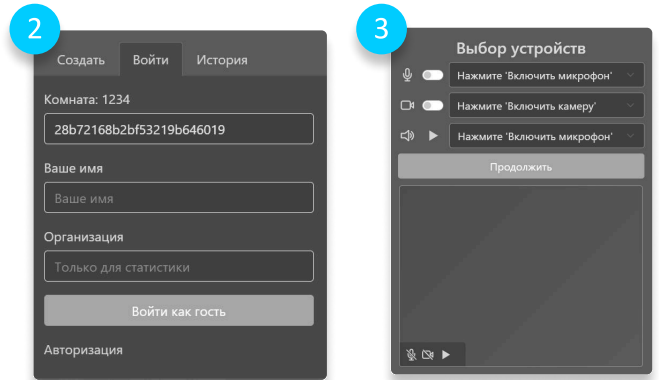 2
Создать Войти История
Комната: 1234
28b72168b2bf53219b646019
Ваше имя
Ваше имя
Организация
Только для статистики
Войти как гость
Авторизация
3
Выбор устройств
Нажмите 'Включить микрофон'
Нажмите 'Включить камеру'
Нажмите 'Включить микрофон'
Продолжить